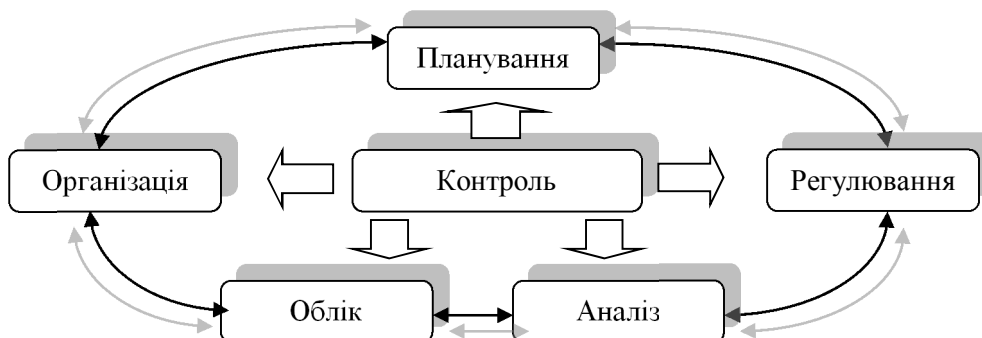 Планування
Організація
Контроль
Регулювання
Облік
Аналіз